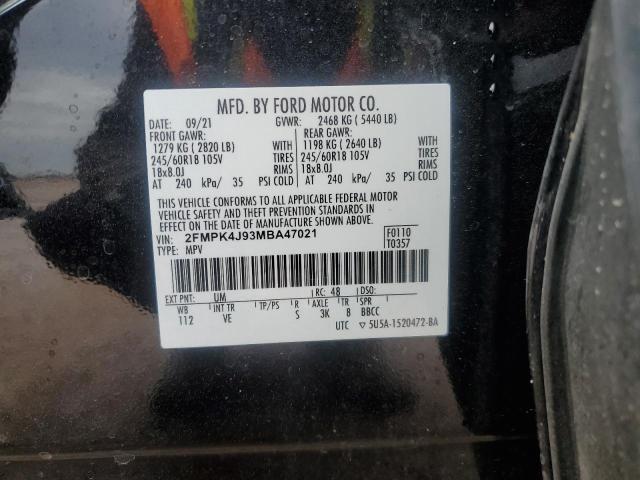 MFD. BY FORD MOTOR CO.
DATE: 09/21 GVWR: 2468 KG ( 5440 LB)
FRONT GAWR: REAR GAWR:
1279 KG ( 2820 LB) WITH 1198 KG ( 2640 LB) WITH
245/60R18 105V TIRES 245/60R18 105V TIRES
18x8.0J RIMS 18x8.0J RIMS
AT 240 kPa/ 35 PSI COLD AT 240 kPa/ 35 PSI COLD
THIS VEHICLE CONFORMS TO ALL APPLICABLE FEDERAL MOTOR
VEHICLE SAFETY AND THEFT PREVENTION STANDARDS IN
EFFECT ON THE DATE OF MANUFACTURE SHOWN ABOVE.
VIN: 2FMPK4J93MBA47021 F0110
TYPE: MPV T0357
EXT PNT: UM RC: 48 DSO:
WB INT TR TP/PS R AXLE TR SPR
112 VE S 3K 8 BBCC
UTC ▽5U5A-1520472-BA